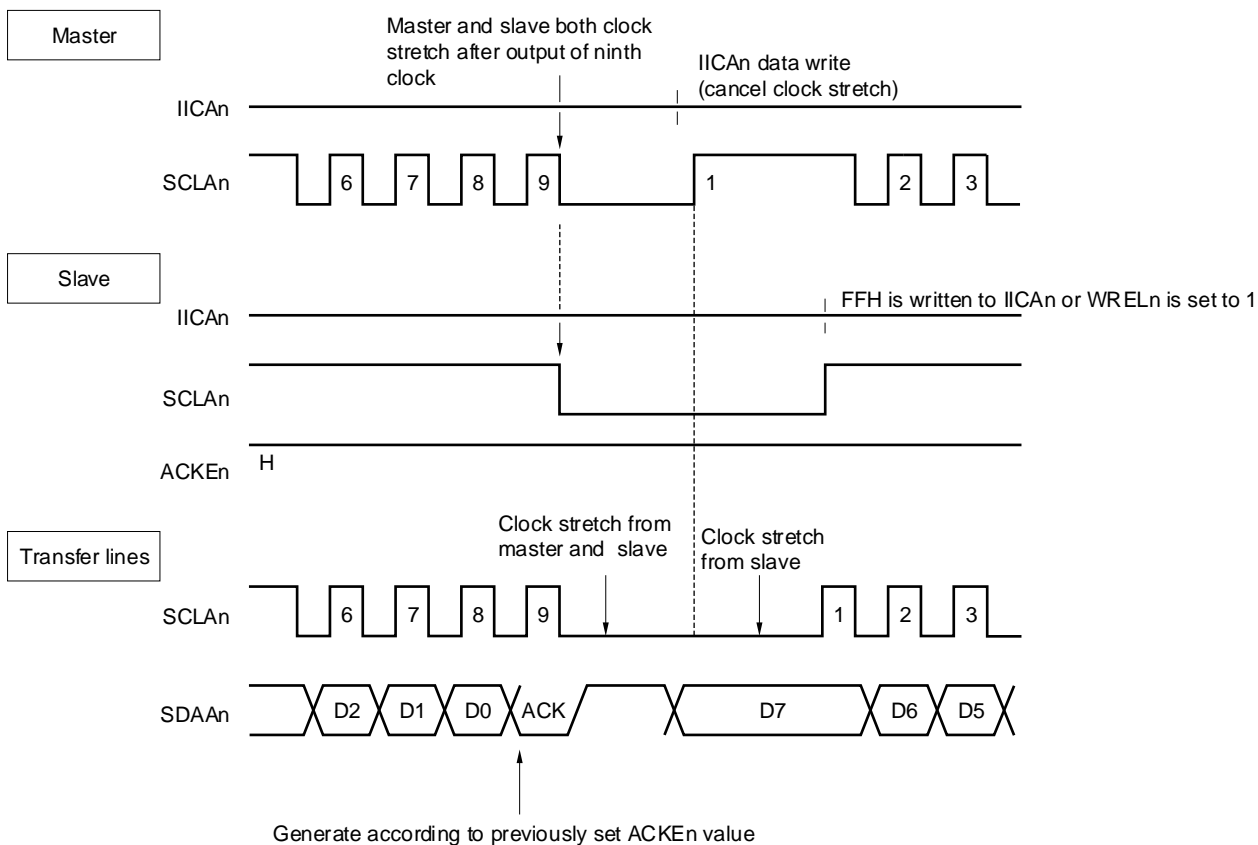 Master
Master and slave both clock
stretch after output of ninth
clock
IICAn data write
(cancel clock stretch)
IICAn
SCLAn
6 7 8 9 1 2 3
Slave
FFH is written to IICAn or WRELn is set to 1
IICAn
SCLAn
ACKEn
H
Transfer lines
Clock stretch from
master and slave
Clock stretch
from slave
SCLAn
6 7 8 9 1 2 3
SDAAn
D2 D1 D0 ACK D7 D6 D5
Generate according to previously set ACKEn value